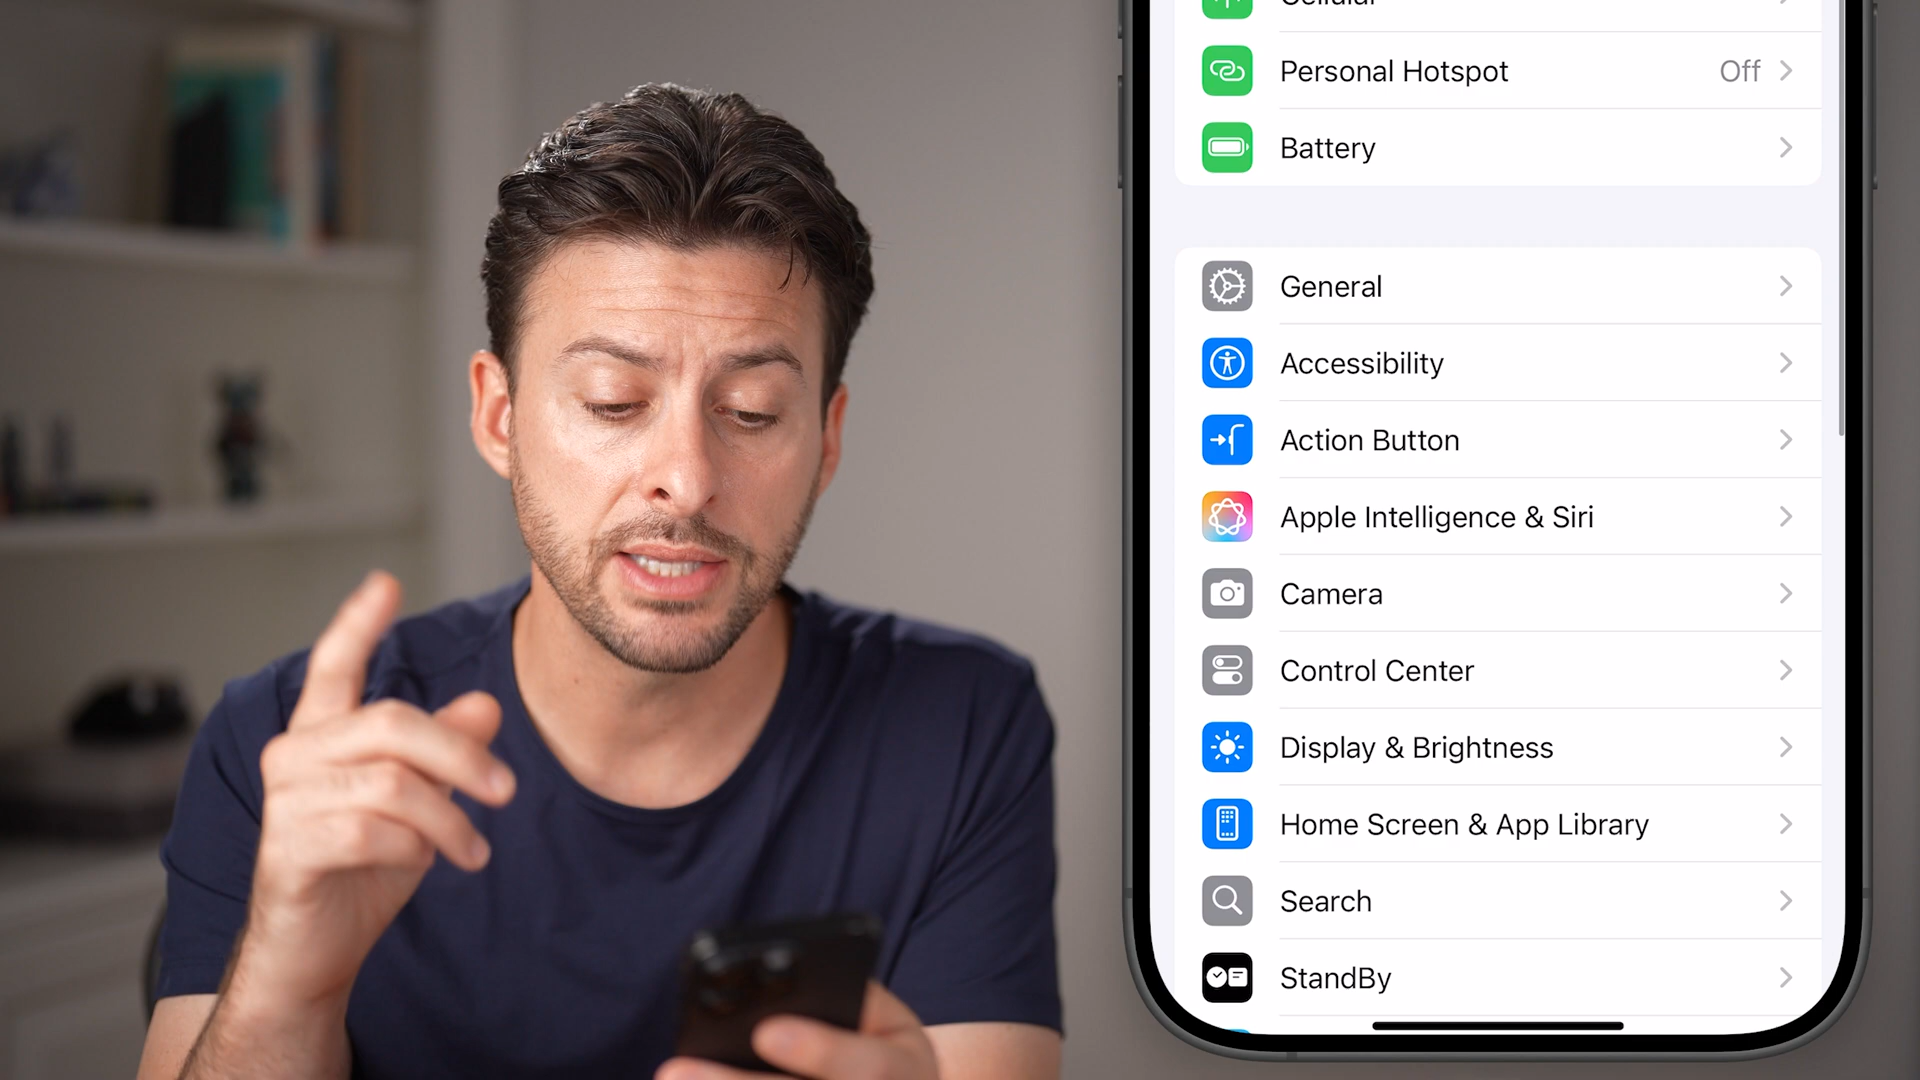 Cellular
Personal Hotspot
Off
Battery
General
Accessibility
Action Button
Apple Intelligence & Siri
Camera
Control Center
Display & Brightness
Home Screen & App Library
Search
StandBy